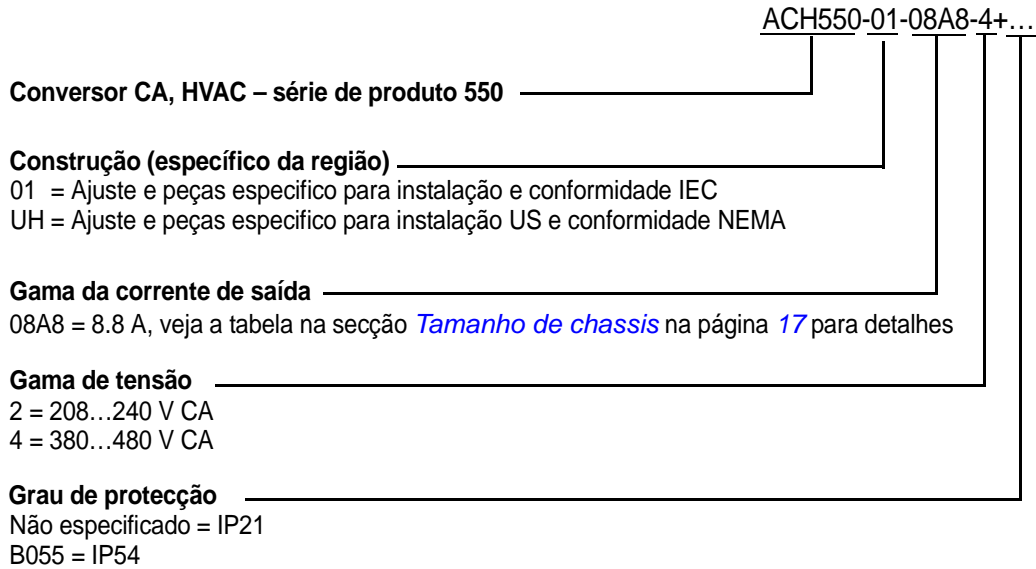 ACH550-01-08A8-4+…
Conversor CA, HVAC – série de produto 550
Construção (específico da região)
01 = Ajuste e peças especifico para instalação e conformidade IEC
UH = Ajuste e peças especifico para instalação US e conformidade NEMA
Gama da corrente de saída
08A8 = 8.8 A, veja a tabela na secção Tamanho de chassis na página 17 para detalhes
Gama de tensão
2 = 208…240 V CA
4 = 380…480 V CA
Grau de protecção
Não especificado = IP21
B055 = IP54